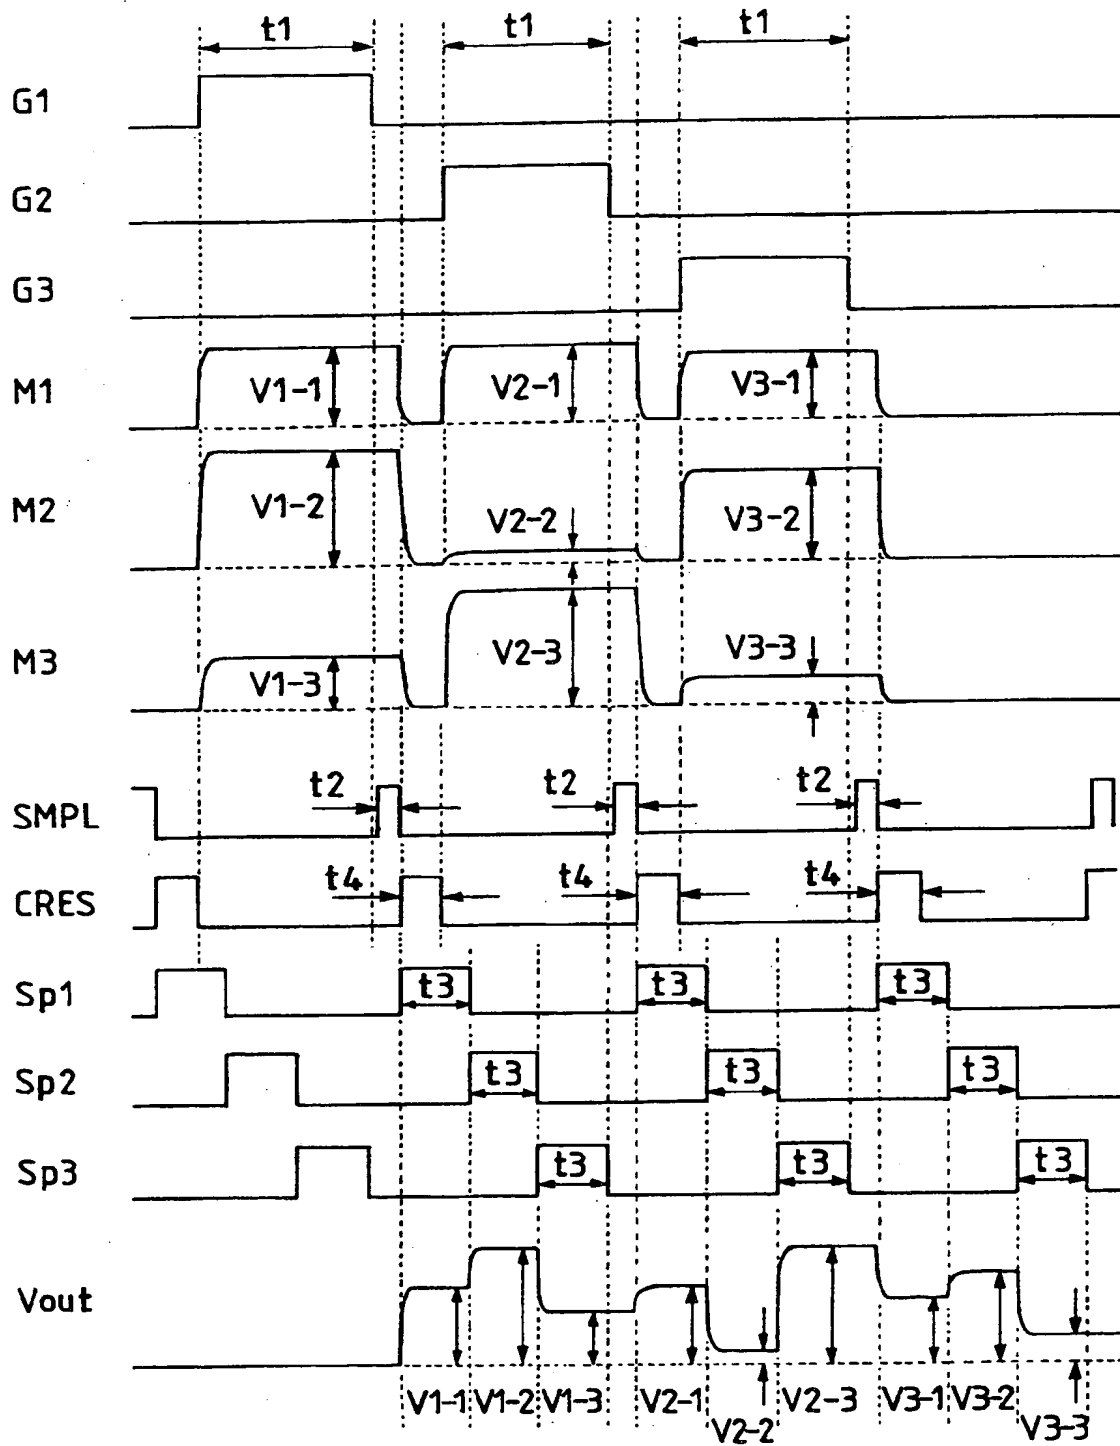 t1 t1 t1
G1
G2
G3
M1 V1-1 V2-1 V3-1
M2 V1-2 V2-2 V3-2
M3 V1-3 V2-3 V3-3
SMPL t2 t2 t2
CRES t4 t4 t4
Sp1 t3 t3 t3
Sp2 t3 t3 t3
Sp3 t3 t3 t3
Vout
V1-1 V1-2 V1-3 V2-1 V2-2 V2-3 V3-1 V3-2 V3-3